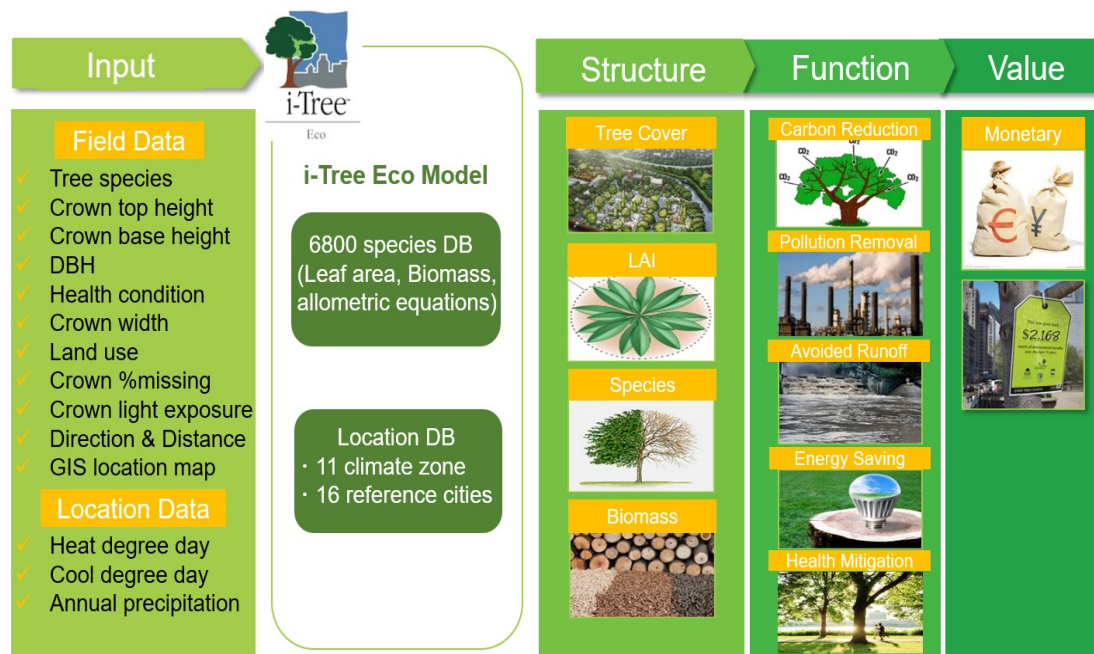 Input
Field Data
Tree species
Crown top height
Crown base height
DBH
Health condition
Crown width
Land use
Crown %missing
Crown light exposure
Direction & Distance
GIS location map
Location Data
Heat degree day
Cool degree day
Annual precipitation
i-Tree
Eco
i-Tree Eco Model
6800 species DB
(Leaf area, Biomass,
allometric equations)
Location DB
· 11 climate zone
· 16 reference cities
Structure
Tree Cover
LAI
Species
Biomass
Function
Carbon Reduction
CO2
CO2
CO2
CO2
CO2
CO2
CO2
Pollution Removal
Avoided Runoff
Energy Saving
Health Mitigation
Value
Monetary
€
¥
$2,168